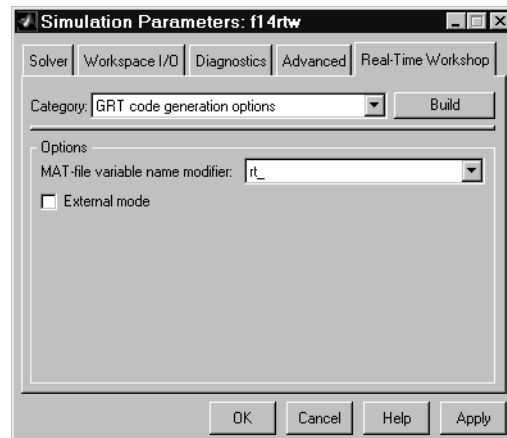 Simulation Parameters: f14rtw
Solver Workspace I/O Diagnostics Advanced Real-Time Workshop
Category: GRT code generation options Build
Options
MAT-file variable name modifier: rt_
External mode
OK Cancel Help Apply